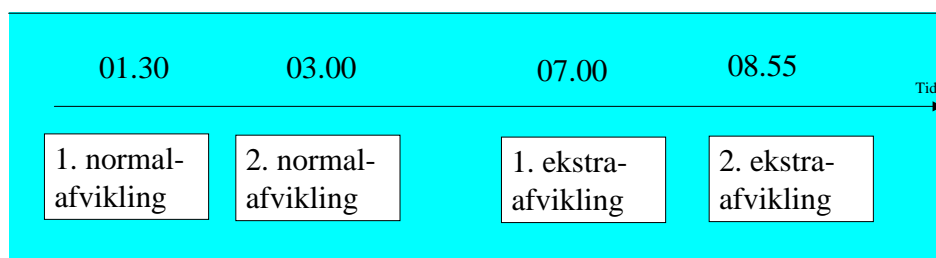 01.30 03.00 07.00 08.55
Tid
1. normal-
afvikling
2. normal-
afvikling
1. ekstra-
afvikling
2. ekstra-
afvikling